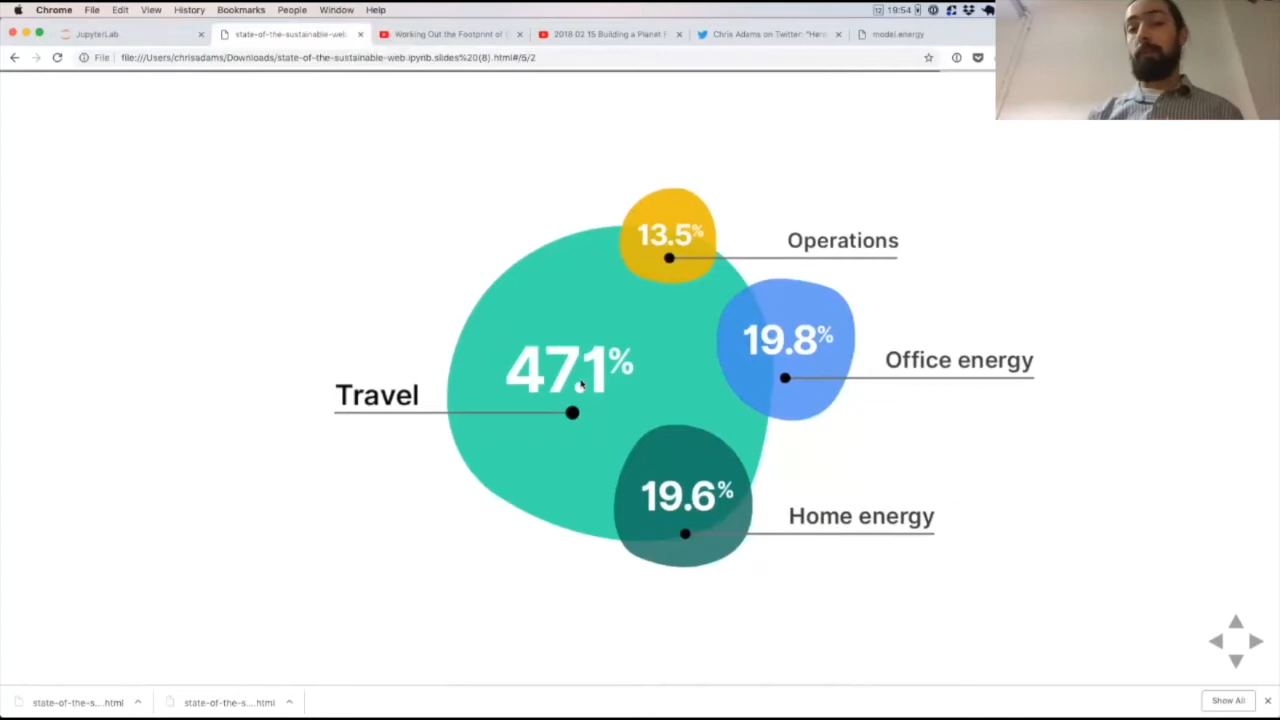 Chrome File Edit View History Bookmarks People Window Help 12 19:54
JupyterLab state-of-the-sustainable-web: Working Out the Footprint of 2018 02 15 Building a Planet F Chris Adams on Twitter: "Here model.energy
File file:///Users/chrisadams/Downloads/state-of-the-sustainable-web.ipynb.slides%20(8).html#/5/2
13.5%
Operations
19.8%
Office energy
47.1%
Travel
19.6%
Home energy
state-of-the-s....html state-of-the-s....html Show All